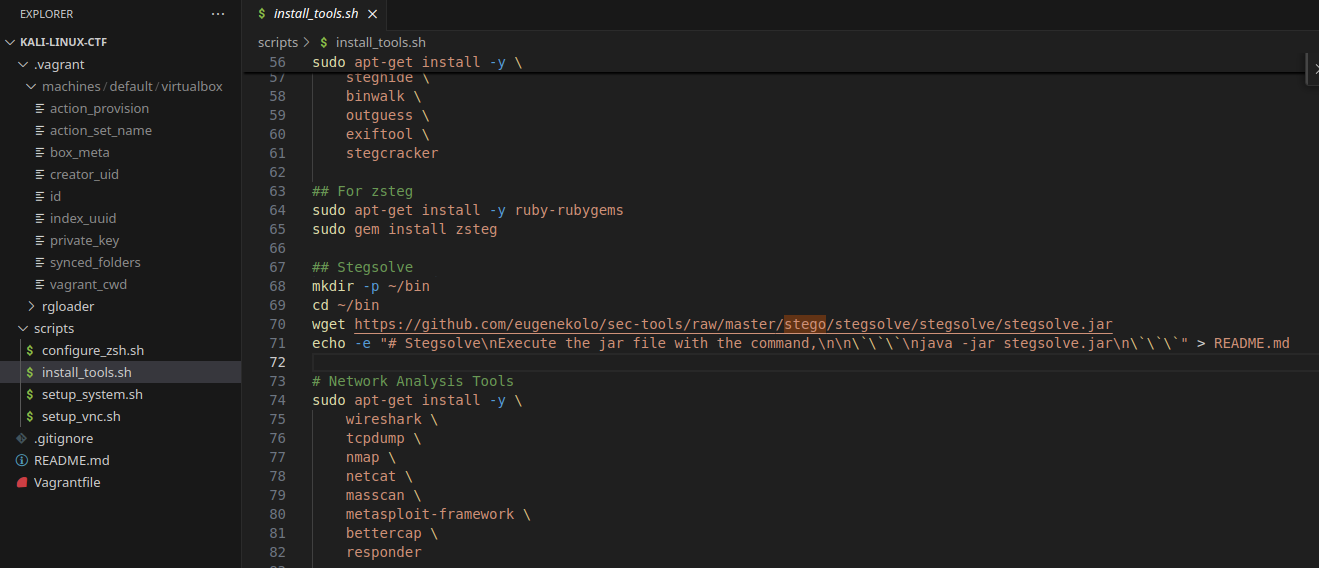 EXPLORER ···
KALI-LINUX-CTF
.vagrant
machines / default / virtualbox
action_provision
action_set_name
box_meta
creator_uid
id
index_uuid
private_key
synced_folders
vagrant_cwd
rgloader
scripts
$ configure_zsh.sh
$ install_tools.sh
$ setup_system.sh
$ setup_vnc.sh
.gitignore
README.md
Vagrantfile
$ install_tools.sh
scripts > $ install_tools.sh
56 sudo apt-get install -y \
57 steghide \
58 binwalk \
59 outguess \
60 exiftool \
61 stegcracker
62
63 ## For zsteg
64 sudo apt-get install -y ruby-rubygems
65 sudo gem install zsteg
66
67 ## Stegsolve
68 mkdir -p ~/bin
69 cd ~/bin
70 wget https://github.com/eugenekolo/sec-tools/raw/master/stego/stegsolve/stegsolve/stegsolve.jar
71 echo -e "# Stegsolve\nExecute the jar file with the command,\n\n\`\`\`\njava -jar stegsolve.jar\n\`\`\`" > README.md
72
73 # Network Analysis Tools
74 sudo apt-get install -y \
75 wireshark \
76 tcpdump \
77 nmap \
78 netcat \
79 masscan \
80 metasploit-framework \
81 bettercap \
82 responder